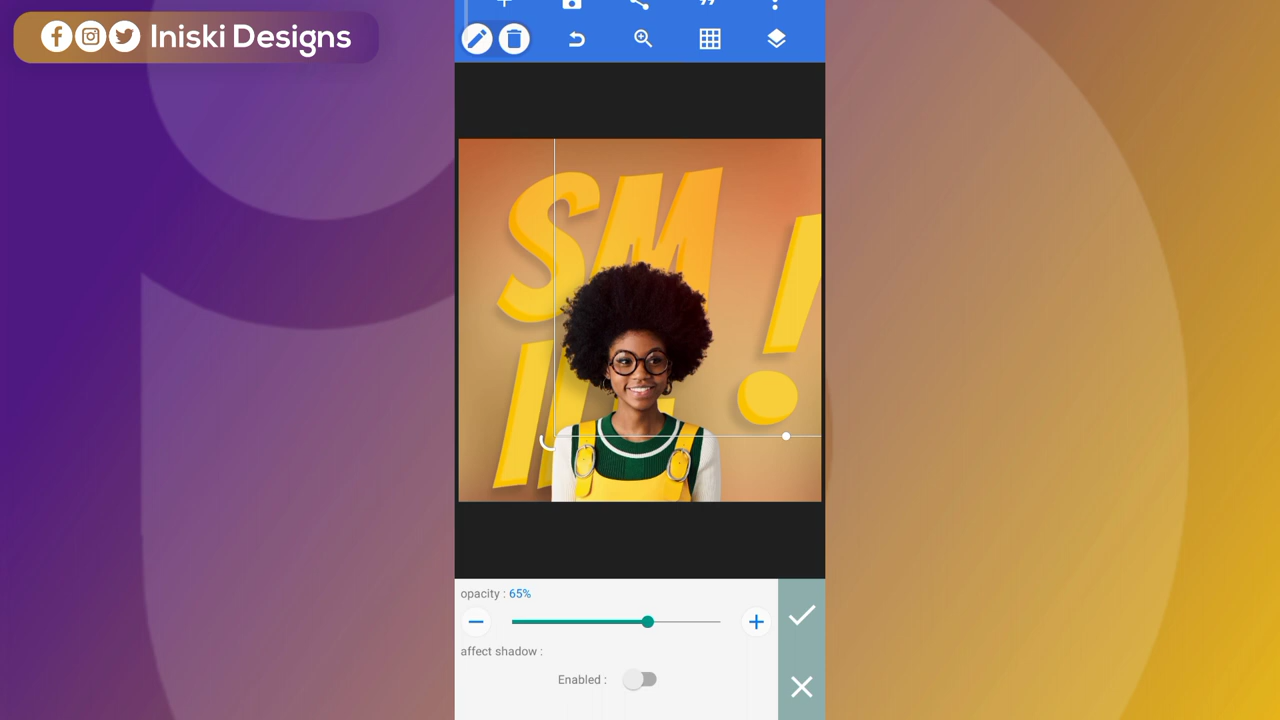 Iniski Designs
SM
!
opacity : 65%
affect shadow :
Enabled :